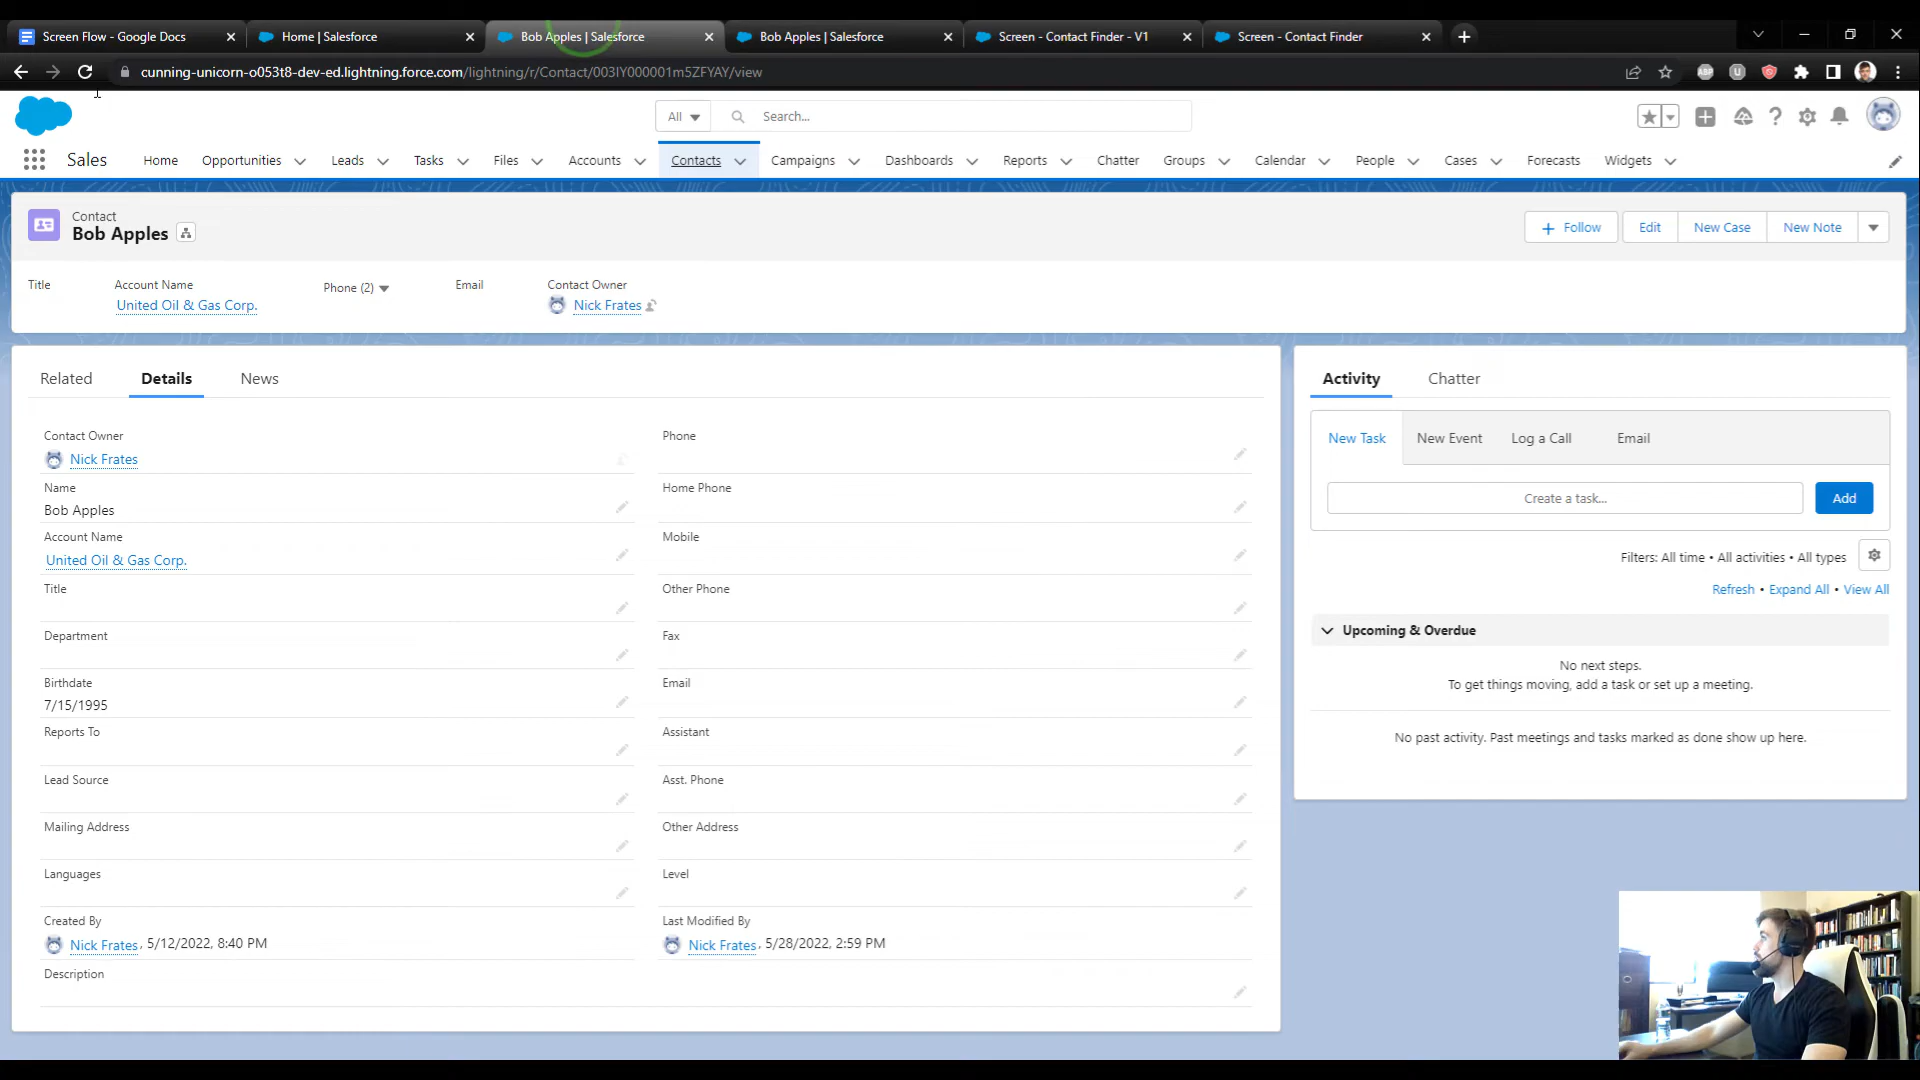 Screen Flow - Google Docs
Home | Salesforce
Bob Apples | Salesforce
Bob Apples | Salesforce
Screen - Contact Finder - V1
Screen - Contact Finder
cunning-unicorn-o053t8-dev-ed.lightning.force.com/lightning/r/Contact/003IY000001m5ZFYAY/view
All
Search...
Sales
Home
Opportunities
Leads
Tasks
Files
Accounts
Contacts
Campaigns
Dashboards
Reports
Chatter
Groups
Calendar
People
Cases
Forecasts
Widgets
Contact
Bob Apples
Follow
Edit
New Case
New Note
Title
Account Name
United Oil & Gas Corp.
Phone (2)
Email
Contact Owner
Nick Frates
Related
Details
News
Contact Owner
Nick Frates
Phone
Name
Bob Apples
Home Phone
Account Name
United Oil & Gas Corp.
Mobile
Title
Other Phone
Department
Fax
Birthdate
7/15/1995
Email
Reports To
Assistant
Lead Source
Asst. Phone
Mailing Address
Other Address
Languages
Level
Created By
Nick Frates, 5/12/2022, 8:40 PM
Last Modified By
Nick Frates, 5/28/2022, 2:59 PM
Description
Activity
Chatter
New Task
New Event
Log a Call
Email
Create a task...
Add
Filters: All time • All activities • All types
Refresh • Expand All • View All
Upcoming & Overdue
No next steps.
To get things moving, add a task or set up a meeting.
No past activity. Past meetings and tasks marked as done show up here.